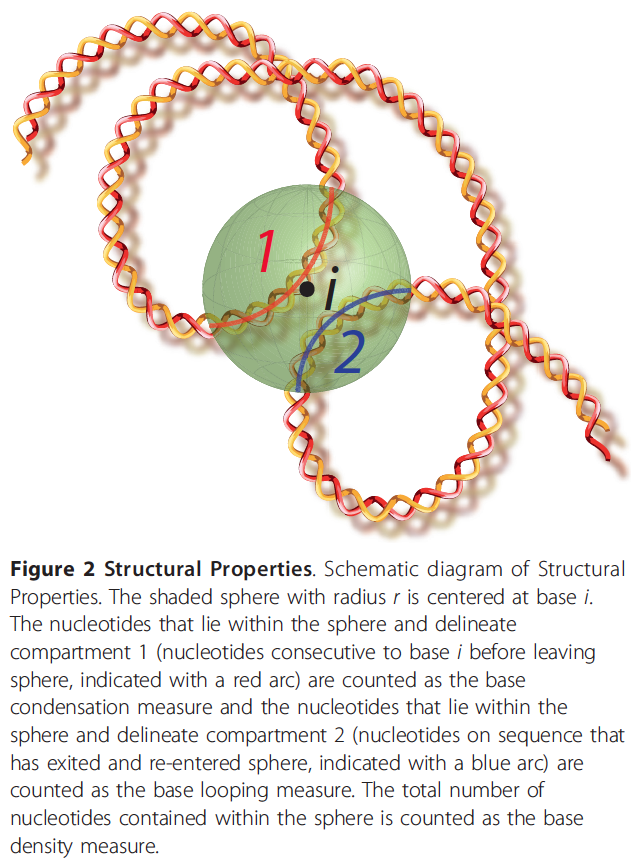 1
i
2
Figure 2 Structural Properties. Schematic diagram of Structural
Properties. The shaded sphere with radius r is centered at base i.
The nucleotides that lie within the sphere and delineate
compartment 1 (nucleotides consecutive to base i before leaving
sphere, indicated with a red arc) are counted as the base
condensation measure and the nucleotides that lie within the
sphere and delineate compartment 2 (nucleotides on sequence that
has exited and re-entered sphere, indicated with a blue arc) are
counted as the base looping measure. The total number of
nucleotides contained within the sphere is counted as the base
density measure.